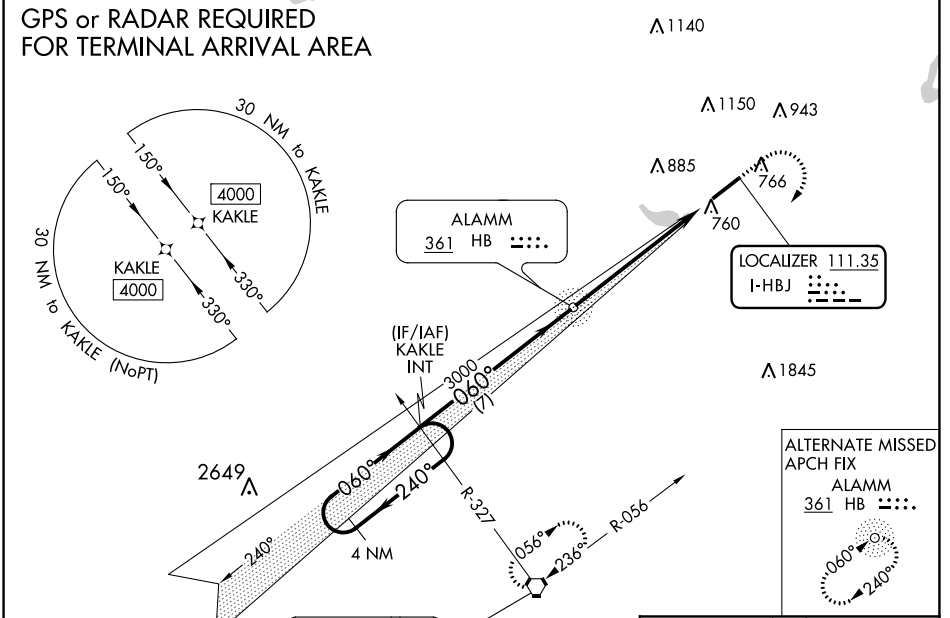 GPS or RADAR REQUIRED
FOR TERMINAL ARRIVAL AREA
1140
1150
943
885
766
760
30 NM to KAKLE
150°
4000
KAKLE
330°
150°
KAKLE
4000
330°
30 NM to KAKLE (NoPT)
ALAMM
361 HB
LOCALIZER 111.35
I-HBJ
(IF/IAF)
KAKLE
INT
3000
060°
(7)
1845
2649
060°
240°
4 NM
240°
R-327
R-056
056°
236°
ALTERNATE MISSED
APCH FIX
ALAMM
361 HB
060°
240°